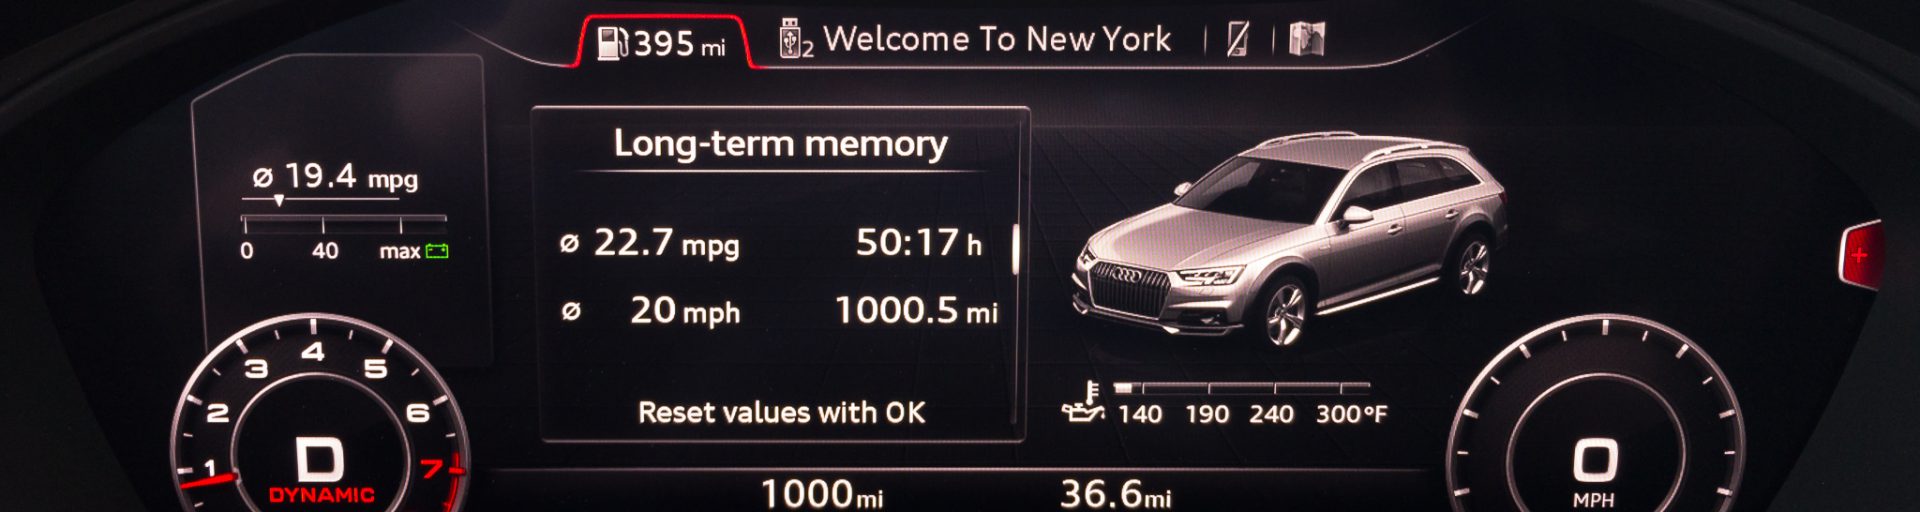 395 mi
2 Welcome To New York
Ø 19.4 mpg
0 40 max
Long-term memory
Ø 22.7 mpg 50:17 h
Ø 20 mph 1000.5 mi
Reset values with OK
140 190 240 300°F
1 2 3 4 5 6 7
D
DYNAMIC
1000 mi 36.6 mi
0
MPH
+